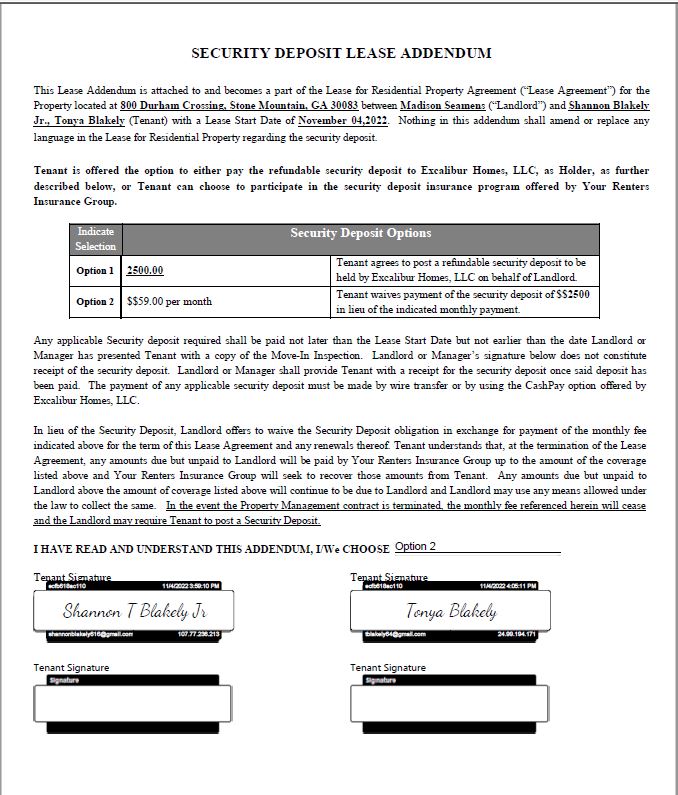 SECURITY DEPOSIT LEASE ADDENDUM
This Lease Addendum is attached to and becomes a part of the Lease for Residential Property Agreement (“Lease Agreement”) for the
Property located at 800 Durham Crossing, Stone Mountain, GA 30083 between Madison Seamens (“Landlord”) and Shannon Blakely
Jr., Tonya Blakely (Tenant) with a Lease Start Date of November 04,2022. Nothing in this addendum shall amend or replace any
language in the Lease for Residential Property regarding the security deposit.
Tenant is offered the option to either pay the refundable security deposit to Excalibur Homes, LLC, as Holder, as further
described below, or Tenant can choose to participate in the security deposit insurance program offered by Your Renters
Insurance Group.
Indicate Selection Security Deposit Options
Option 1 2500.00 Tenant agrees to post a refundable security deposit to be
held by Excalibur Homes, LLC on behalf of Landlord.
Option 2 $$59.00 per month Tenant waives payment of the security deposit of $$2500
in lieu of the indicated monthly payment.
Any applicable Security deposit required shall be paid not later than the Lease Start Date but not earlier than the date Landlord or
Manager has presented Tenant with a copy of the Move-In Inspection. Landlord or Manager’s signature below does not constitute
receipt of the security deposit. Landlord or Manager shall provide Tenant with a receipt for the security deposit once said deposit has
been paid. The payment of any applicable security deposit must be made by wire transfer or by using the CashPay option offered by
Excalibur Homes, LLC.
In lieu of the Security Deposit, Landlord offers to waive the Security Deposit obligation in exchange for payment of the monthly fee
indicated above for the term of this Lease Agreement and any renewals thereof. Tenant understands that, at the termination of the Lease
Agreement, any amounts due but unpaid to Landlord will be paid by Your Renters Insurance Group up to the amount of the coverage
listed above and Your Renters Insurance Group will seek to recover those amounts from Tenant. Any amounts due but unpaid to
Landlord above the amount of coverage listed above will continue to be due to Landlord and Landlord may use any means allowed under
the law to collect the same. In the event the Property Management contract is terminated, the monthly fee referenced herein will cease
and the Landlord may require Tenant to post a Security Deposit.
I HAVE READ AND UNDERSTAND THIS ADDENDUM, I/We CHOOSE Option 2
Tenant Signature Tenant Signature
ecfb618ac110 11/4/2022 3:59:10 PM ecfb618ac110 11/4/2022 4:05:11 PM
Shannon T Blakely Jr Tonya Blakely
shannonblakely616@gmail.com 107.77.236.213 tblakely64@gmail.com 24.99.194.171
Tenant Signature Tenant Signature
Signature Signature